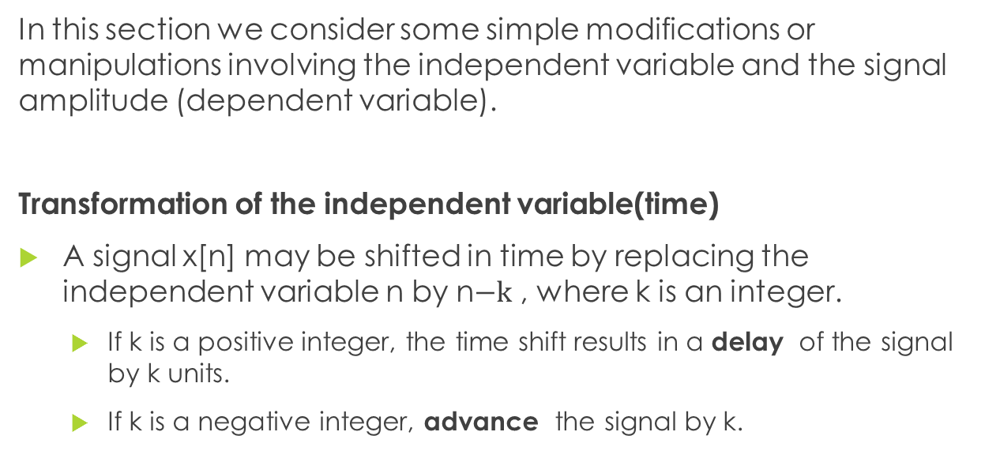 In this section we consider some simple modifications or
manipulations involving the independent variable and the signal
amplitude (dependent variable).
Transformation of the independent variable(time)
A signal x[n] may be shifted in time by replacing the
independent variable n by n−k , where k is an integer.
If k is a positive integer, the time shift results in a delay of the signal
by k units.
If k is a negative integer, advance the signal by k.